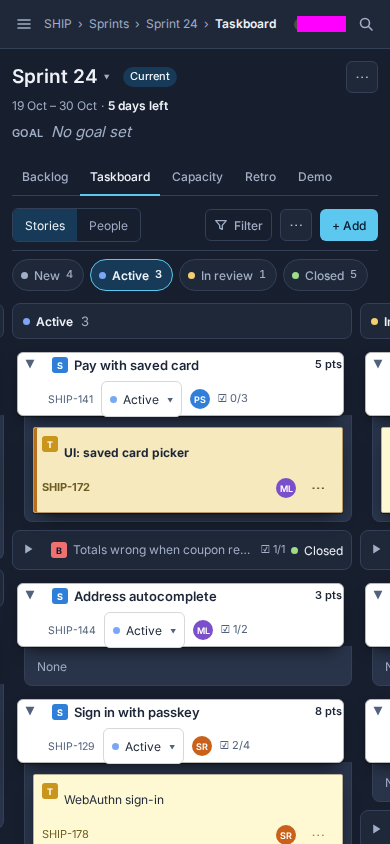 SHIP › Sprints › Sprint 24 › Taskboard
Sprint 24 Current
19 Oct – 30 Oct · 5 days left
GOAL No goal set
Backlog Taskboard Capacity Retro Demo
Stories People Filter ··· + Add
New 4 Active 3 In review 1 Closed 5
Active 3
S Pay with saved card 5 pts
SHIP-141 Active PS 0/3
T UI: saved card picker
SHIP-172 ML ···
B Totals wrong when coupon re... 1/1 Closed
S Address autocomplete 3 pts
SHIP-144 Active ML 1/2
None
S Sign in with passkey 8 pts
SHIP-129 Active SR 2/4
T WebAuthn sign-in
SHIP-178 SR ···